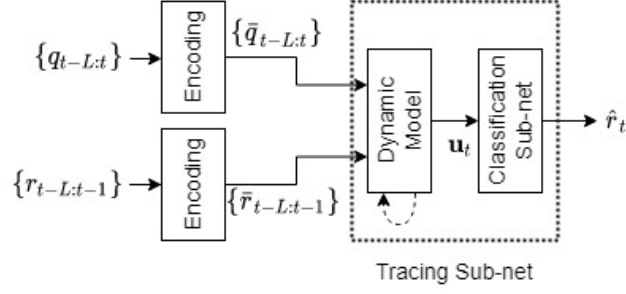 {q_{t-L:t}}
Encoding
{q̄_{t-L:t}}
{r_{t-L:t-1}}
Encoding
{r̄_{t-L:t-1}}
Dynamic
Model
u_t
Classification
Sub-net
r̂_t
Tracing Sub-net